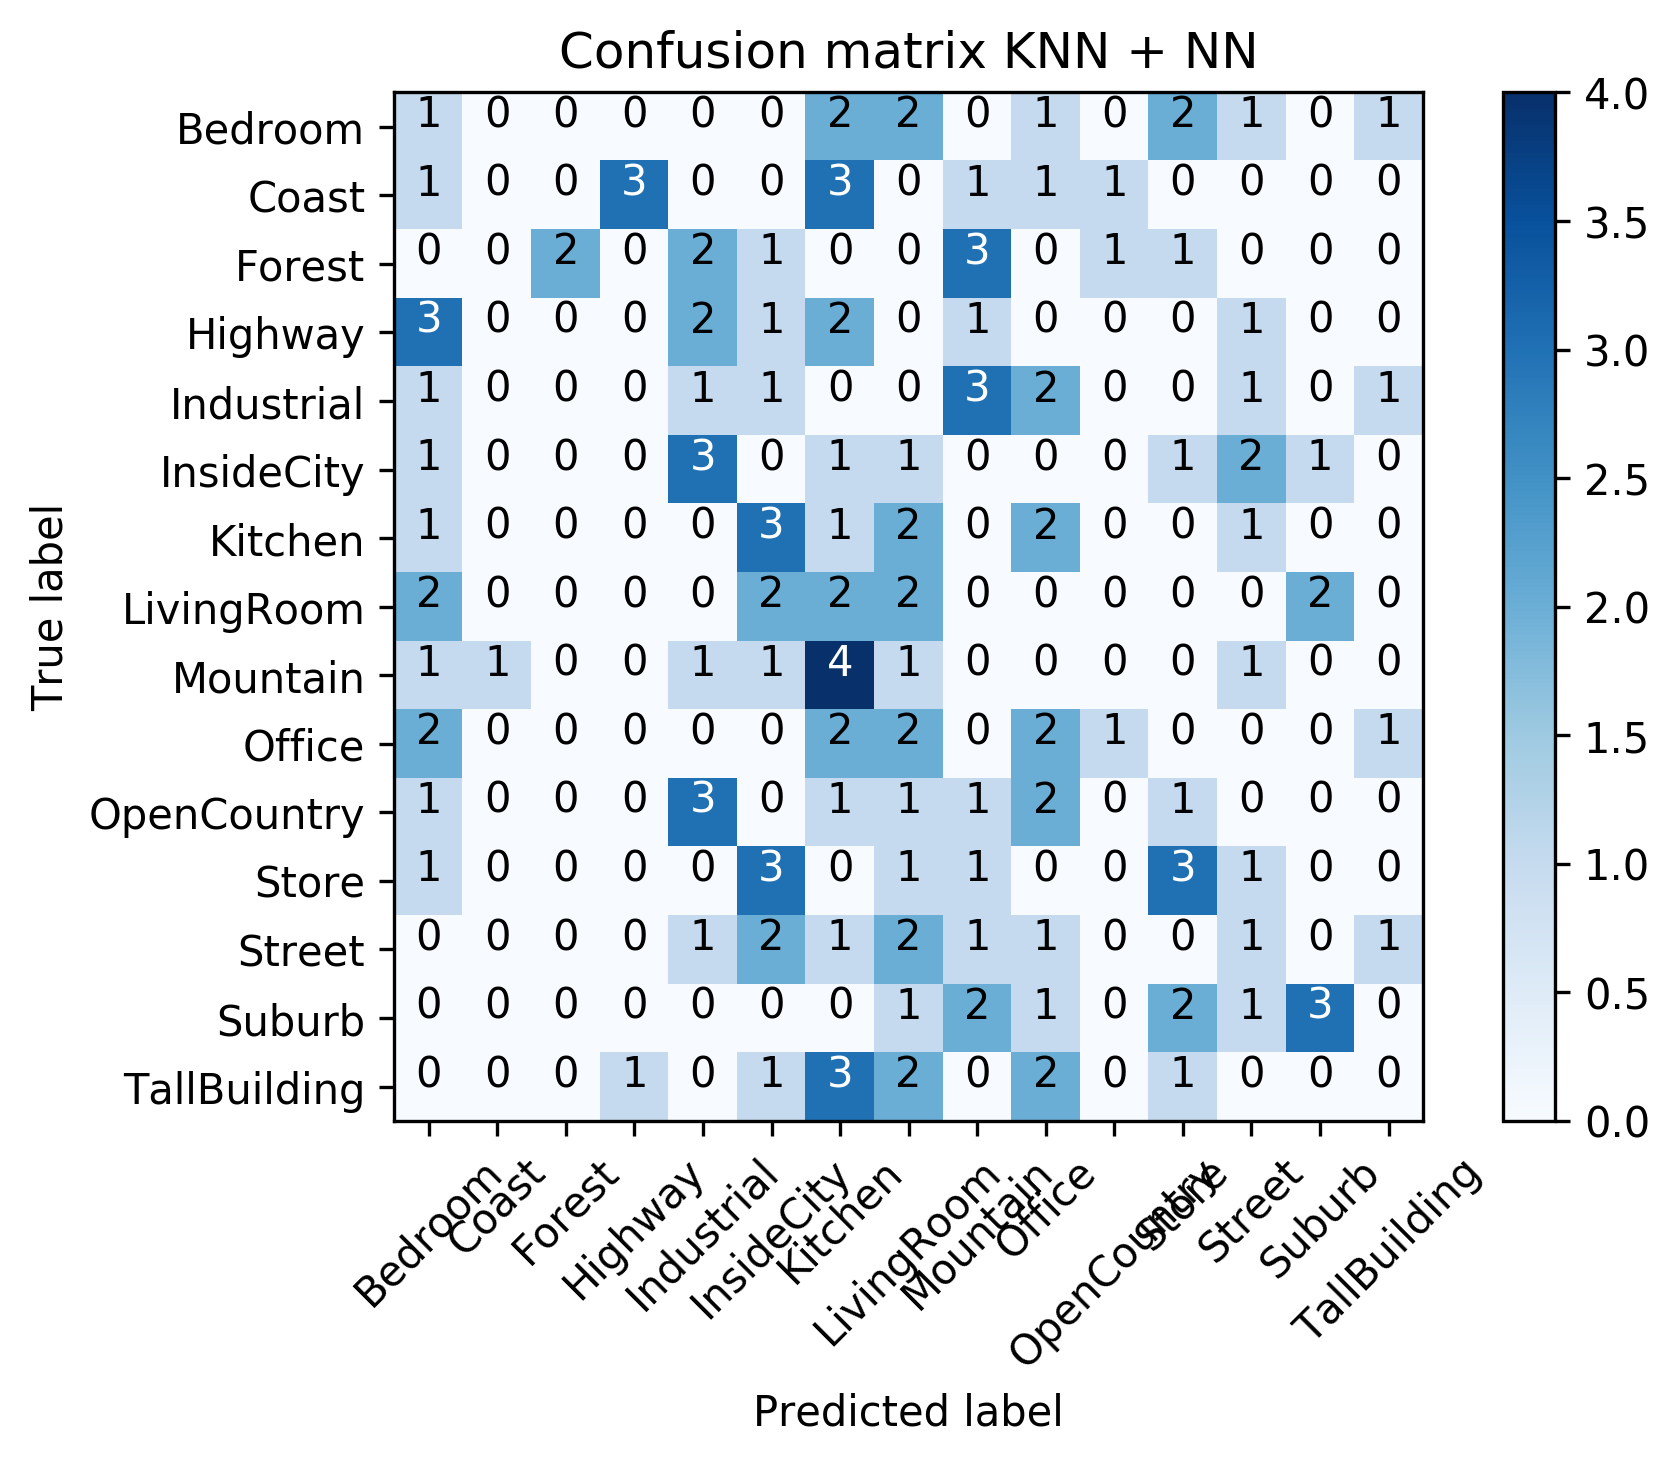 Confusion matrix KNN + NN
Bedroom 1 0 0 0 0 0 2 2 0 1 0 2 1 0 1
Coast 1 0 0 3 0 0 3 0 1 1 1 0 0 0 0
Forest 0 0 2 0 2 1 0 0 3 0 1 1 0 0 0
Highway 3 0 0 0 2 1 2 0 1 0 0 0 1 0 0
Industrial 1 0 0 0 1 1 0 0 3 2 0 0 1 0 1
InsideCity 1 0 0 0 3 0 1 1 0 0 0 1 2 1 0
Kitchen 1 0 0 0 0 3 1 2 0 2 0 0 1 0 0
LivingRoom 2 0 0 0 0 2 2 2 0 0 0 0 0 2 0
Mountain 1 1 0 0 1 1 4 1 0 0 0 0 1 0 0
Office 2 0 0 0 0 0 2 2 0 2 1 0 0 0 1
OpenCountry 1 0 0 0 3 0 1 1 1 2 0 1 0 0 0
Store 1 0 0 0 0 3 0 1 1 0 0 3 1 0 0
Street 0 0 0 0 1 2 1 2 1 1 0 0 1 0 1
Suburb 0 0 0 0 0 0 0 1 2 1 0 2 1 3 0
TallBuilding 0 0 0 1 0 1 3 2 0 2 0 1 0 0 0
True label
Bedroom
Coast
Forest
Highway
Industrial
InsideCity
Kitchen
LivingRoom
Mountain
Office
OpenCountry
Store
Street
Suburb
TallBuilding
Predicted label
4.0
3.5
3.0
2.5
2.0
1.5
1.0
0.5
0.0